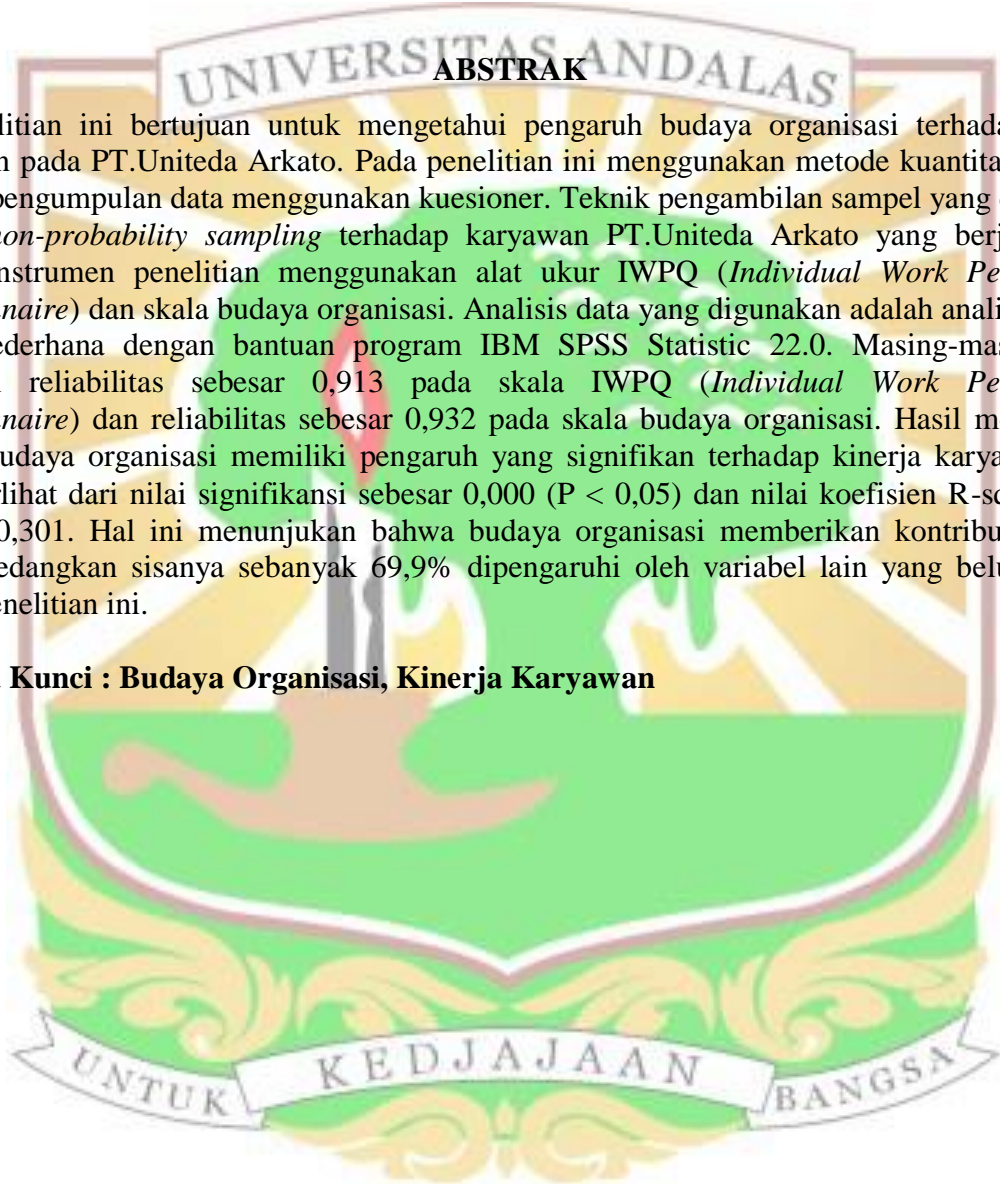 UNIVERSITAS ANDALAS
ABSTRAK
litian ini bertujuan untuk mengetahui pengaruh budaya organisasi terhada
n pada PT.Uniteda Arkato. Pada penelitian ini menggunakan metode kuantita
pengumpulan data menggunakan kuesioner. Teknik pengambilan sampel yang
non-probability sampling terhadap karyawan PT.Uniteda Arkato yang berj
nstrumen penelitian menggunakan alat ukur IWPQ (Individual Work Pe
naire) dan skala budaya organisasi. Analisis data yang digunakan adalah anali
ederhana dengan bantuan program IBM SPSS Statistic 22.0. Masing-mas
reliabilitas sebesar 0,913 pada skala IWPQ (Individual Work Pe
naire) dan reliabilitas sebesar 0,932 pada skala budaya organisasi. Hasil m
udaya organisasi memiliki pengaruh yang signifikan terhadap kinerja karya
rlihat dari nilai signifikansi sebesar 0,000 (P < 0,05) dan nilai koefisien R-s
0,301. Hal ini menunjukan bahwa budaya organisasi memberikan kontribu
edangkan sisanya sebanyak 69,9% dipengaruhi oleh variabel lain yang belu
enelitian ini.
Kunci : Budaya Organisasi, Kinerja Karyawan
UNTUK KEDJAJAAN BANGSA